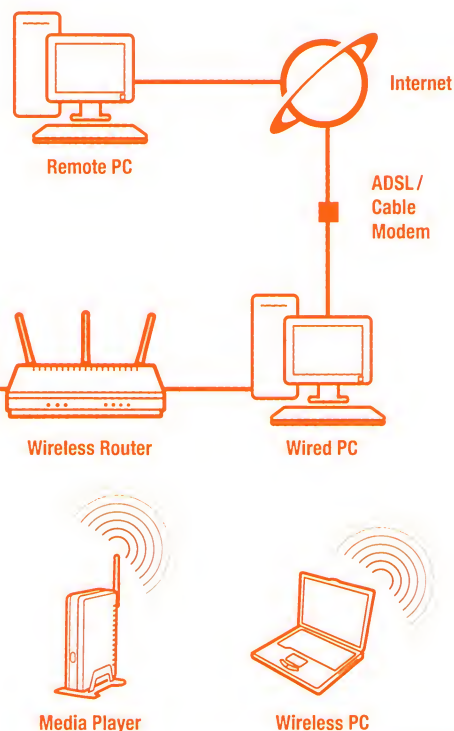 Internet
Remote PC
ADSL /
Cable
Modem
Wireless Router
Wired PC
Media Player
Wireless PC